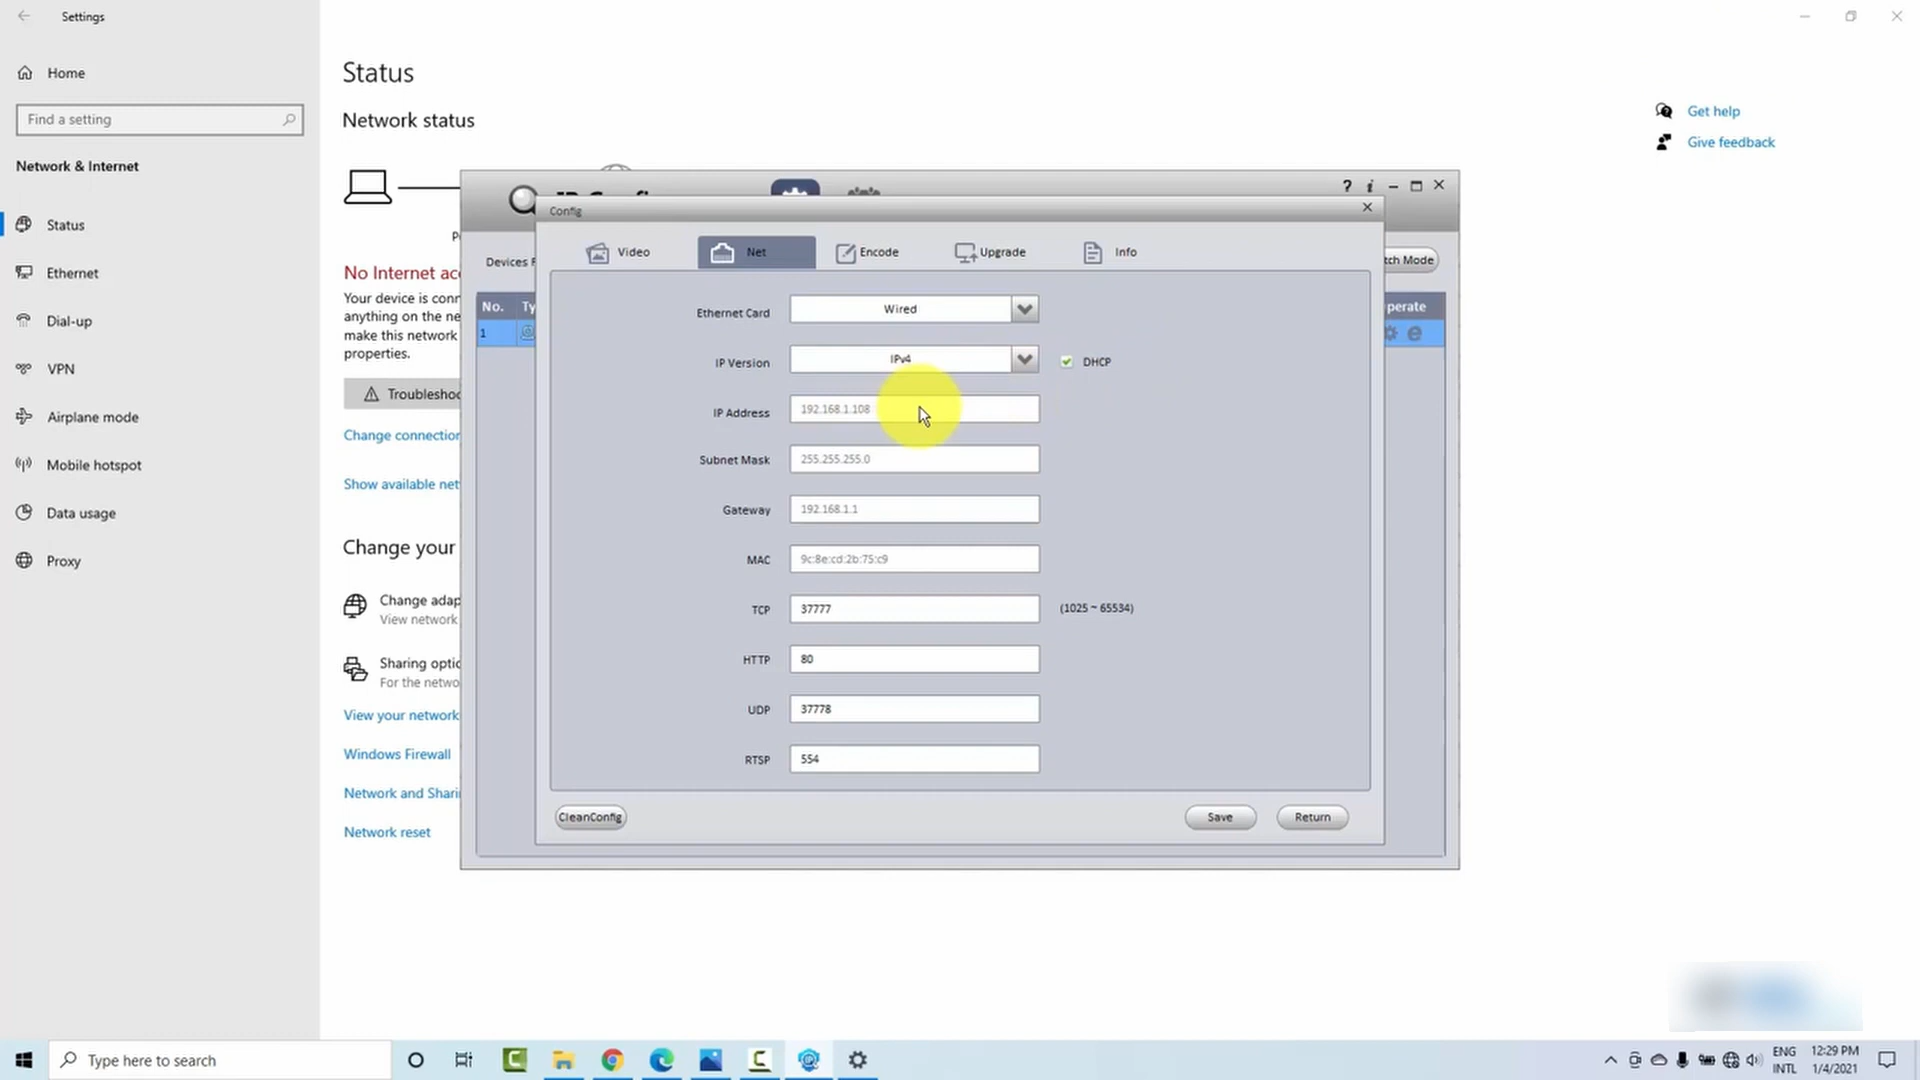 Settings
Home
Find a setting
Network & Internet
Status
Ethernet
Dial-up
VPN
Airplane mode
Mobile hotspot
Data usage
Proxy
Status
Network status
No Internet acc
Your device is conn
anything on the ne
make this network
properties.
Troubleshoo
Change connection
Show available net
Change your
Change adap
View network
Sharing optio
For the netwo
View your network
Windows Firewall
Network and Shari
Network reset
Get help
Give feedback
?
Devices F
tch Mode
No. Ty
perate
1
Config
Video
Net
Encode
Upgrade
Info
Ethernet Card Wired
IP Version IPv4 DHCP
IP Address 192.168.1.108
Subnet Mask 255.255.255.0
Gateway 192.168.1.1
MAC 9c:8e:cd:2b:75:c9
TCP 37777 (1025 ~ 65534)
HTTP 80
UDP 37778
RTSP 554
CleanConfig
Save
Return
Type here to search
ENG
INTL
12:29 PM
1/4/2021